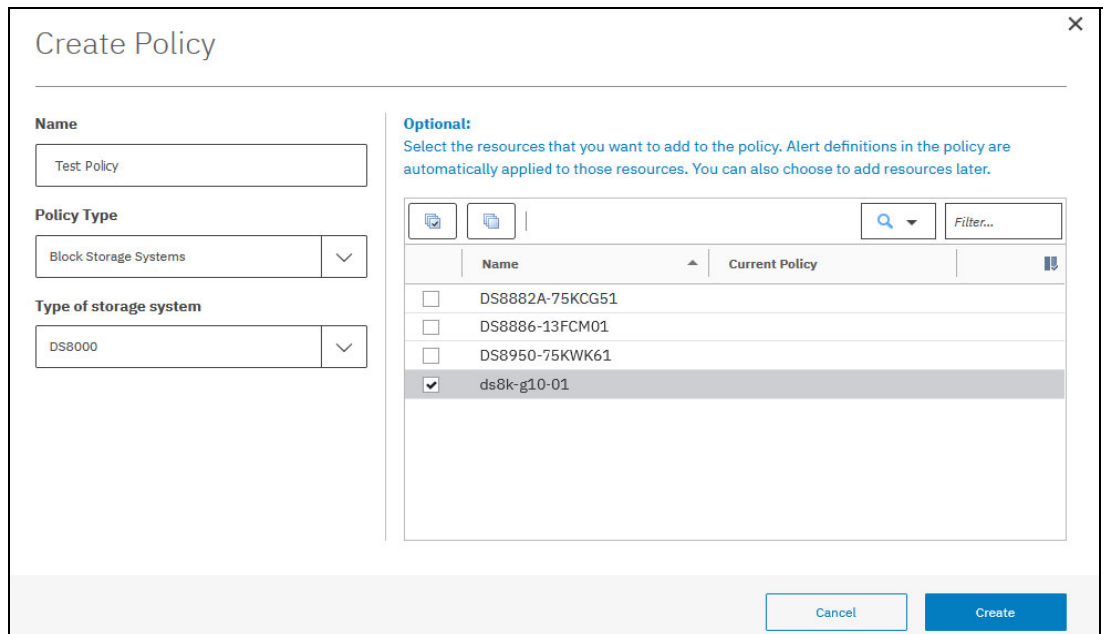 Create Policy
Name
Test Policy
Policy Type
Block Storage Systems
Type of storage system
DS8000
Optional:
Select the resources that you want to add to the policy. Alert definitions in the policy are
automatically applied to those resources. You can also choose to add resources later.
Filter...
Name Current Policy
DS8882A-75KCG51
DS8886-13FCM01
DS8950-75KWK61
ds8k-g10-01
Cancel Create